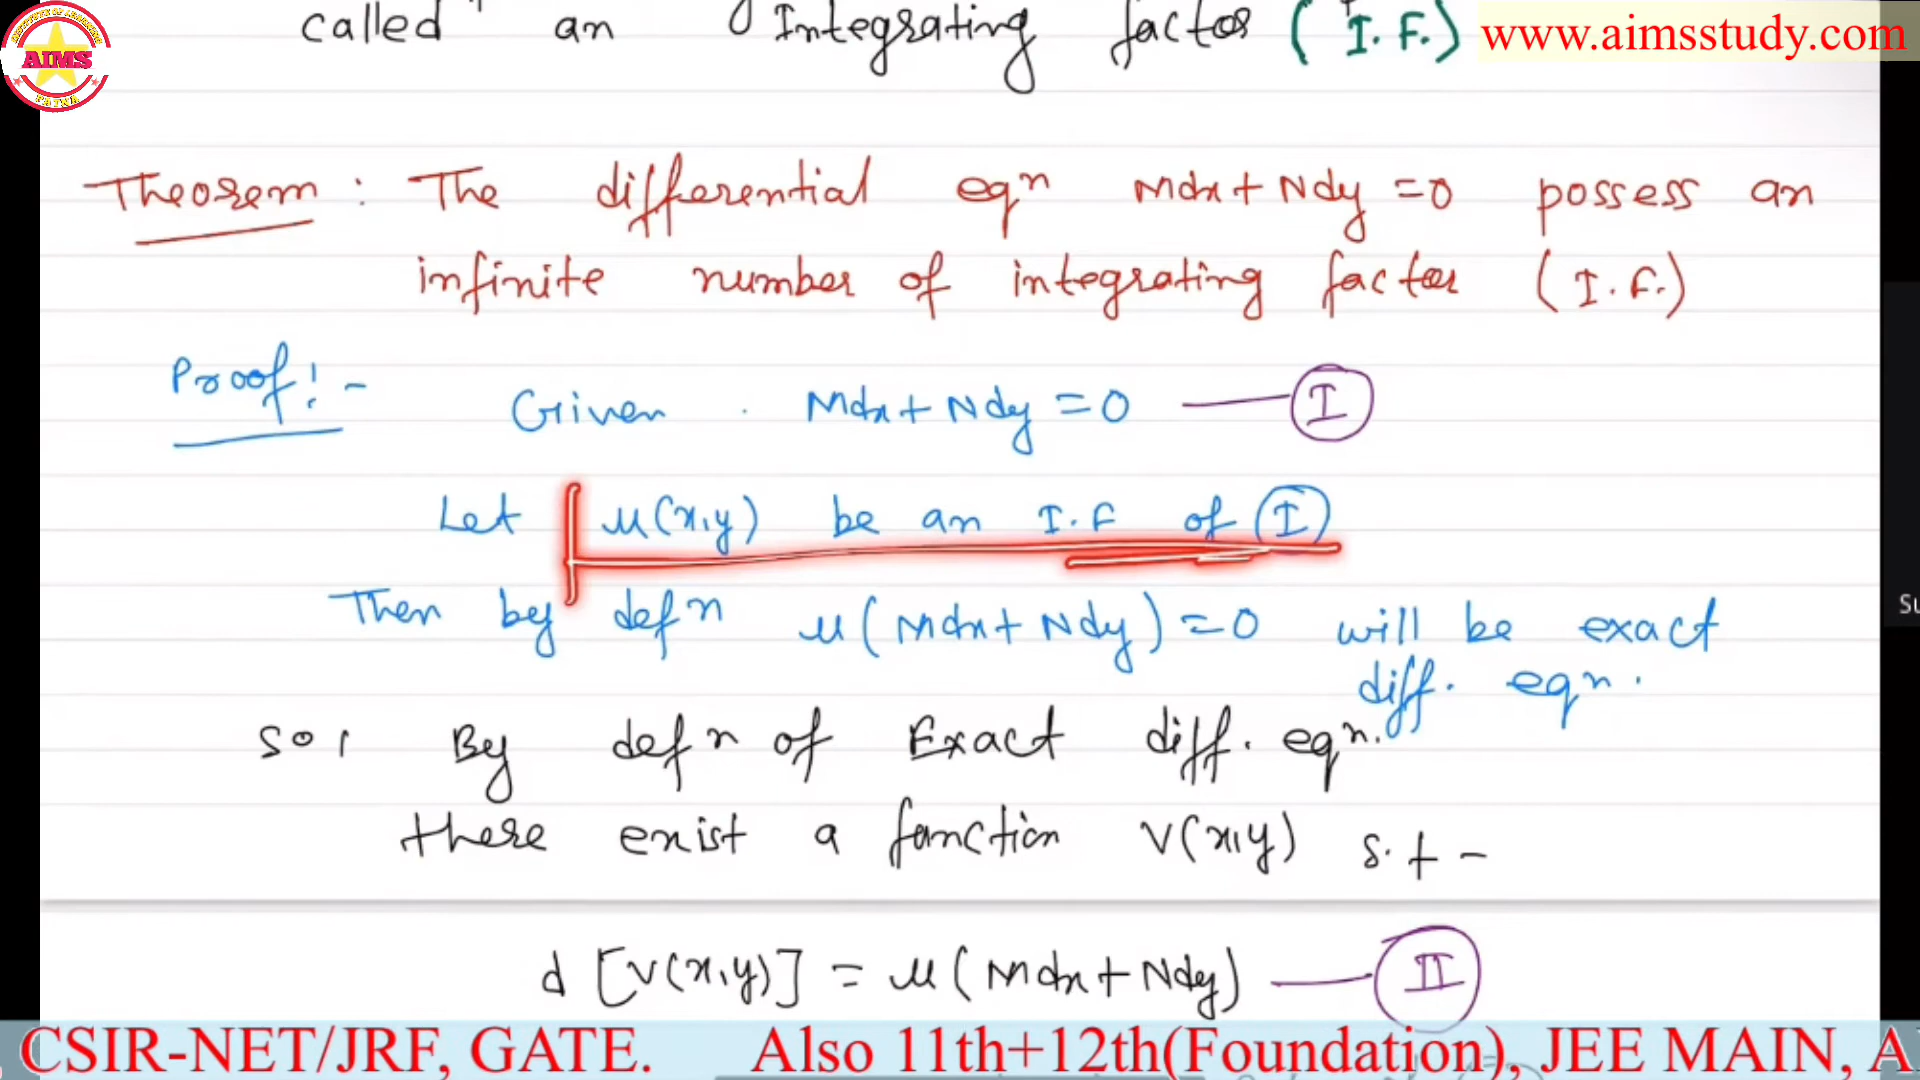 called an Integrating factor (I.F.)
www.aimsstudy.com
AIMS
PATNA
Theorem : The differential eqn Mdx + Ndy = 0 possess an
infinite number of integrating factor (I.F.)
Proof:- Given Mdx + Ndy = 0 — I
Let μ(x,y) be an I.F of I
Then by defn μ(Mdx + Ndy) = 0 will be exact
diff. eqn.
So, By defn of Exact diff. eqn.
there exist a function V(x,y) s.t -
d [V(x,y)] = μ(Mdx + Ndy) — II
CSIR-NET/JRF, GATE. Also 11th+12th(Foundation), JEE MAIN, A